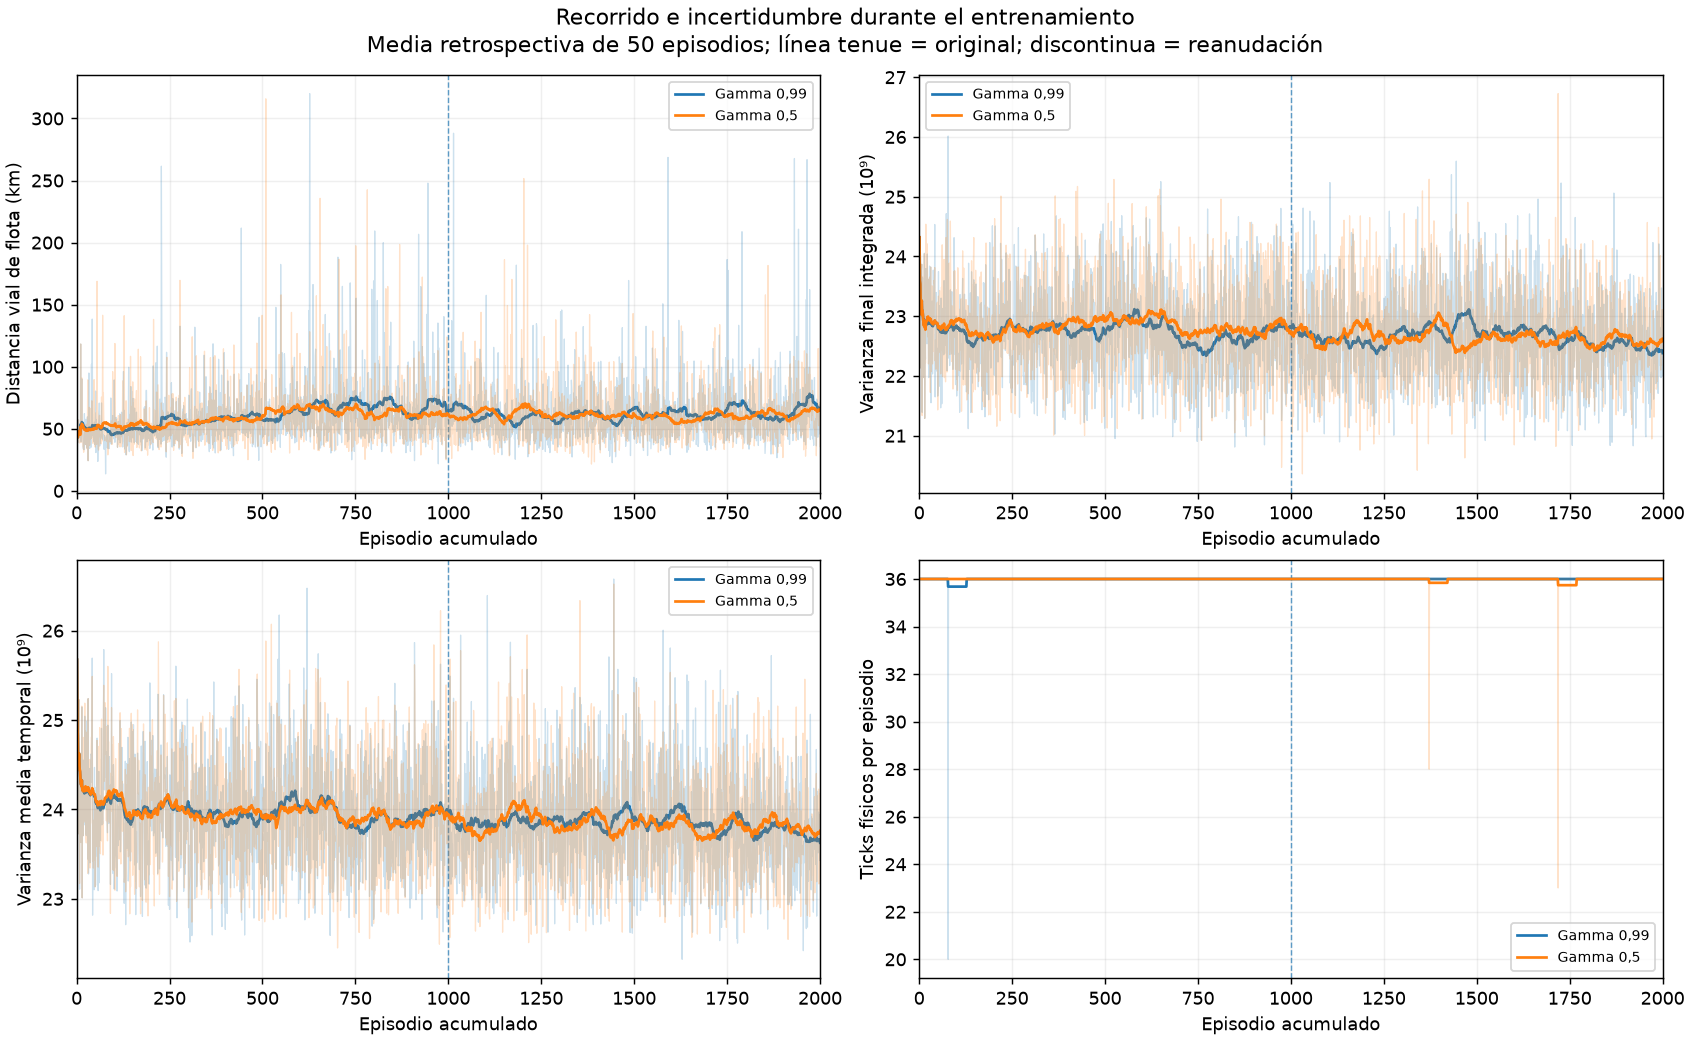 Recorrido e incertidumbre durante el entrenamiento
Media retrospectiva de 50 episodios; línea tenue = original; discontinua = reanudación
Distancia vial de flota (km)
300
250
200
150
100
50
0
Gamma 0,99
Gamma 0,5
0 250 500 750 1000 1250 1500 1750 2000
Episodio acumulado
Varianza final integrada (10⁹)
27
26
25
24
23
22
21
Gamma 0,99
Gamma 0,5
0 250 500 750 1000 1250 1500 1750 2000
Episodio acumulado
Varianza media temporal (10⁹)
26
25
24
23
Gamma 0,99
Gamma 0,5
0 250 500 750 1000 1250 1500 1750 2000
Episodio acumulado
Ticks físicos por episodio
36
34
32
30
28
26
24
22
20
Gamma 0,99
Gamma 0,5
0 250 500 750 1000 1250 1500 1750 2000
Episodio acumulado